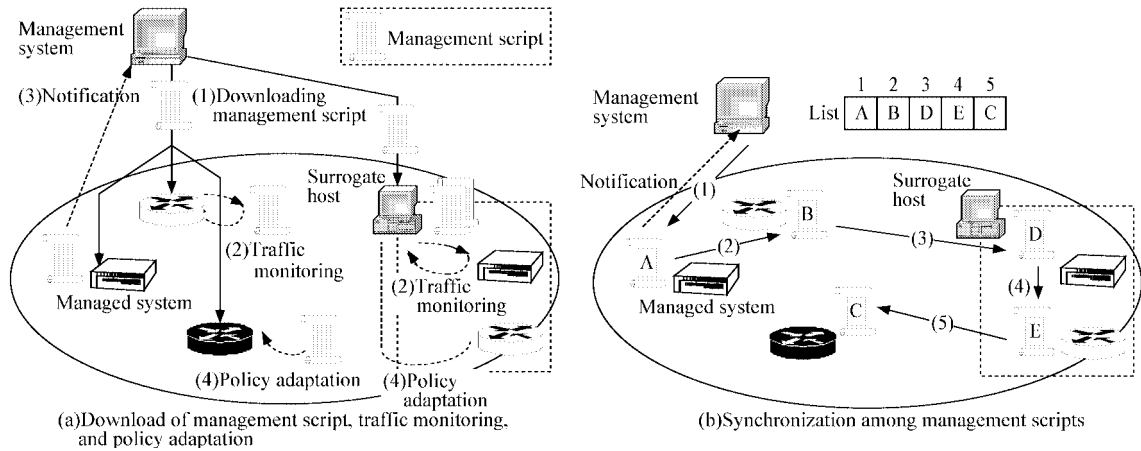 Management
system
Management script
(3)Notification
(1)Downloading
management script
Surrogate
host
(2)Traffic
monitoring
(2)Traffic
monitoring
Managed system
(4)Policy adaptation
(4)Policy
adaptation
(a)Download of management script, traffic monitoring,
and policy adaptation
1 2 3 4 5
List A B D E C
Management
system
Notification
(1)
Surrogate
host
B
D
(2)
(3)
A
(4)
Managed system
C
(5)
E
(b)Synchronization among management scripts